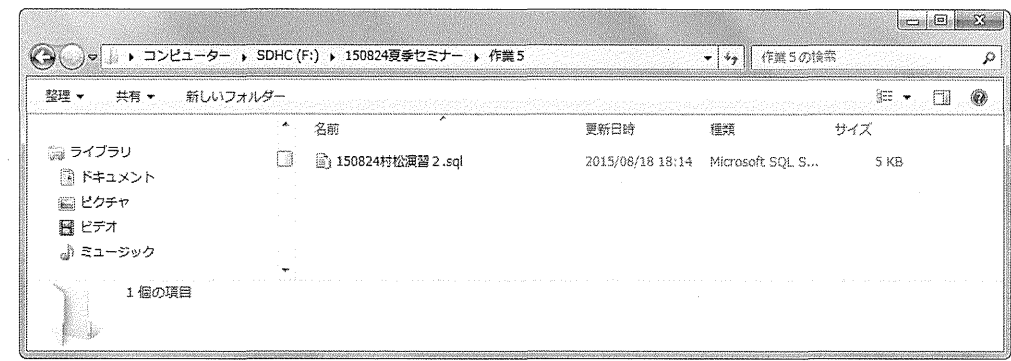 コンピューター ▸ SDHC (F:) ▸ 150824夏季セミナー ▸ 作業5
作業5の検索
整理 ▼ 共有 ▼ 新しいフォルダー
名前 更新日時 種類 サイズ
ライブラリ
ドキュメント
ピクチャ
ビデオ
ミュージック
150824村松演習2.sql 2015/08/18 18:14 Microsoft SQL S... 5 KB
1個の項目